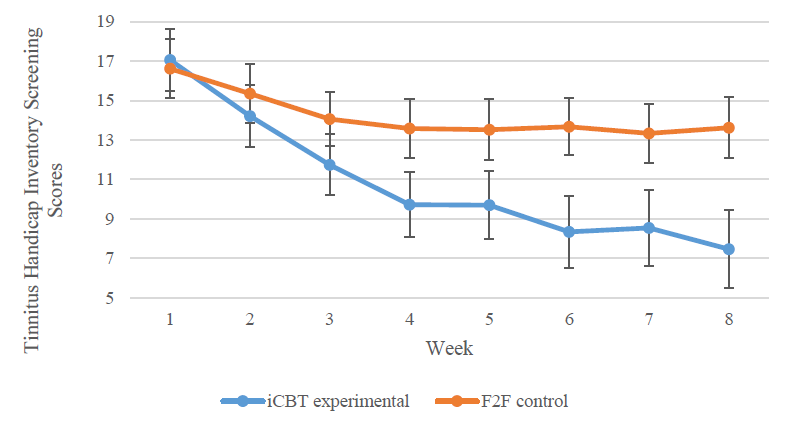 Tinnitus Handicap Inventory Screening
Scores
19
17
15
13
11
9
7
5
1 2 3 4 5 6 7 8
Week
iCBT experimental F2F control